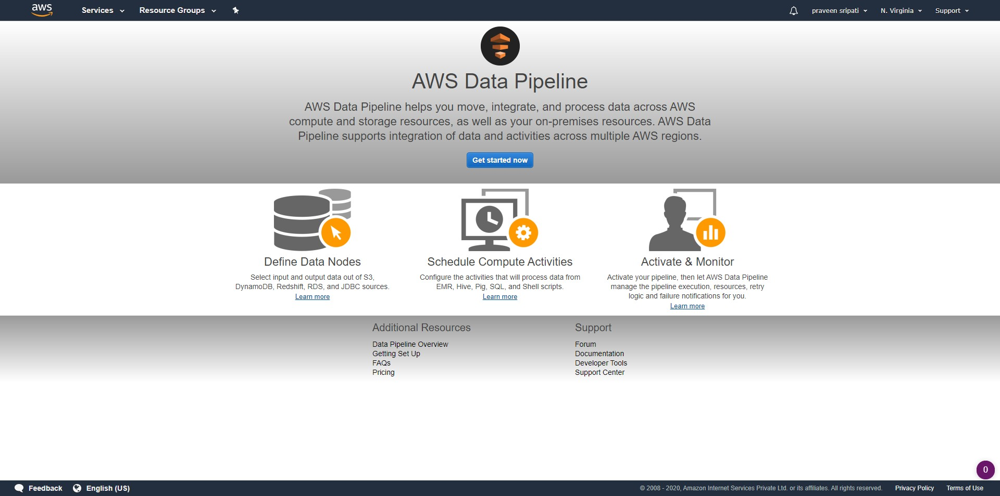 aws Services Resource Groups praveen sripati N. Virginia Support
AWS Data Pipeline
AWS Data Pipeline helps you move, integrate, and process data across AWS
compute and storage resources, as well as your on-premises resources. AWS Data
Pipeline supports integration of data and activities across multiple AWS regions.
Get started now
Define Data Nodes
Select input and output data out of S3,
DynamoDB, Redshift, RDS, and JDBC sources.
Learn more
Schedule Compute Activities
Configure the activities that will process data from
EMR, Hive, Pig, SQL, and Shell scripts.
Learn more
Activate & Monitor
Activate your pipeline, then let AWS Data Pipeline
manage the pipeline execution, resources, retry
logic and failure notifications for you.
Learn more
Additional Resources
Data Pipeline Overview
Getting Set Up
FAQs
Pricing
Support
Forum
Documentation
Developer Tools
Support Center
0
Feedback English (US) © 2008 - 2020, Amazon Internet Services Private Ltd. or its affiliates. All rights reserved. Privacy Policy Terms of Use